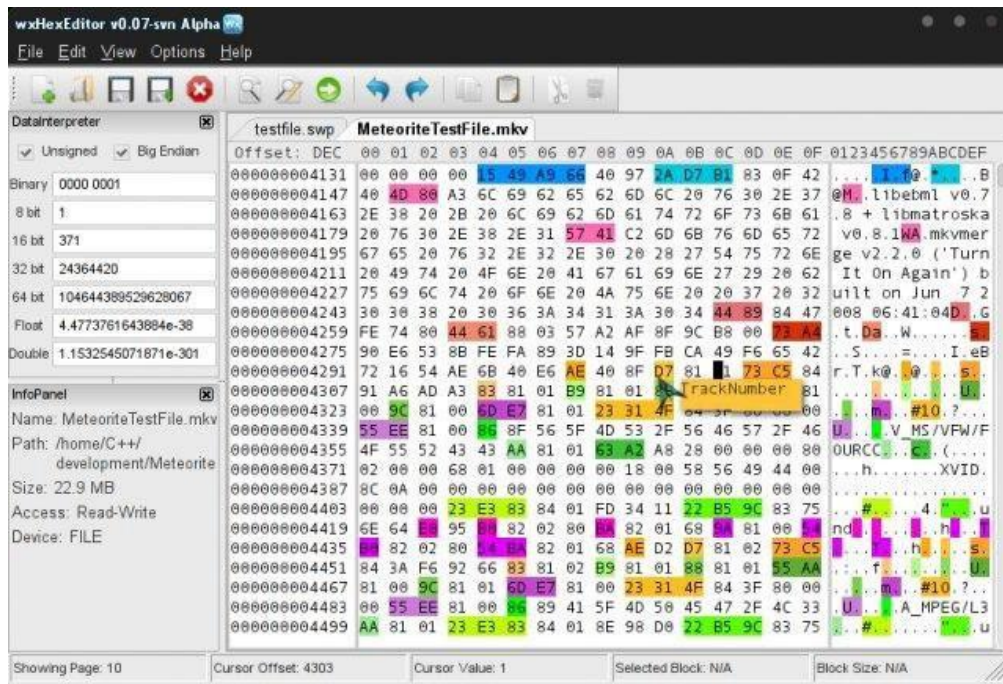 wxHexEditor v0.07-svn Alpha
File Edit View Options Help
DataInterpreter
Unsigned Big Endian
Binary 0000 0001
8 bit 1
16 bit 371
32 bit 24364420
64 bit 104644389529628067
Float 4.4773761643884e-38
Double 1.1532545071871e-301
InfoPanel
Name: MeteoriteTestFile.mkv
Path: /home/C++/
development/Meteorite
Size: 22.9 MB
Access: Read-Write
Device: FILE
testfile.swp MeteoriteTestFile.mkv
Offset: DEC 00 01 02 03 04 05 06 07 08 09 0A 0B 0C 0D 0E 0F 0123456789ABCDEF
000000004131 00 00 00 00 15 49 A9 66 40 97 2A D7 B1 83 0F 42 .....I.f@.*....B
000000004147 40 4D 80 A3 6C 69 62 65 62 6D 6C 20 76 30 2E 37 @M..libebml v0.7
000000004163 2E 38 20 2B 20 6C 69 62 6D 61 74 72 6F 73 6B 61 .8 + libmatroska
000000004179 20 76 30 2E 38 2E 31 57 41 C2 6D 6B 76 6D 65 72 v0.8.1WA.mkvmer
000000004195 67 65 20 76 32 2E 32 2E 30 20 28 27 54 75 72 6E ge v2.2.0 ('Turn
000000004211 20 49 74 20 4F 6E 20 41 67 61 69 6E 27 29 20 62 It On Again') b
000000004227 75 69 6C 74 20 6F 6E 20 4A 75 6E 20 20 37 20 32 uilt on Jun  7 2
000000004243 30 30 38 20 30 36 3A 34 31 3A 30 34 44 89 84 47 008 06:41:04D..G
000000004259 FE 74 80 44 61 88 03 57 A2 AF 8F 9C B8 00 73 A4 .t.Da..W......s.
000000004275 90 E6 53 8B FE FA 89 3D 14 9F FB CA 49 F6 65 42 ..S....=....I.eB
000000004291 72 16 54 AE 6B 40 E6 AE 40 8F D7 81 1 73 C5 84 r.T.k@..@....s..
000000004307 91 A6 AD A3 83 81 01 B9 81 01 81
TrackNumber
000000004323 00 9C 81 00 6D E7 81 01 23 31 4F 84 3F 80 00 00 ....m...#1O.?...
000000004339 55 EE 81 00 86 8F 56 5F 4D 53 2F 56 46 57 2F 46 U.....V_MS/VFW/F
000000004355 4F 55 52 43 43 AA 81 01 63 A2 A8 28 00 00 00 80 OURCC...c..(....
000000004371 02 00 00 68 01 00 00 00 00 18 00 58 56 49 44 00 ...h.......XVID.
000000004387 8C 0A 00 00 00 00 00 00 00 00 00 00 00 00 00 00 ................
000000004403 00 00 00 23 E3 83 84 01 FD 34 11 22 B5 9C 83 75 ...#.....4."...u
000000004419 6E 64 E0 95 B0 82 02 80 BA 82 01 68 9A 81 00 54 nd.........h...T
000000004435 B0 82 02 80 54 BA 82 01 68 AE D2 D7 81 02 73 C5 ....T...h.....s.
000000004451 84 3A F6 92 66 83 81 02 B9 81 01 88 81 01 55 AA .:..f.........U.
000000004467 81 00 9C 81 01 6D E7 81 00 23 31 4F 84 3F 80 00 .....m...#1O.?..
000000004483 00 55 EE 81 00 86 89 41 5F 4D 50 45 47 2F 4C 33 .U.....A_MPEG/L3
000000004499 AA 81 01 23 E3 83 84 01 8E 98 D0 22 B5 9C 83 75 ...#......."...u
Showing Page: 10 Cursor Offset: 4303 Cursor Value: 1 Selected Block: N/A Block Size: N/A